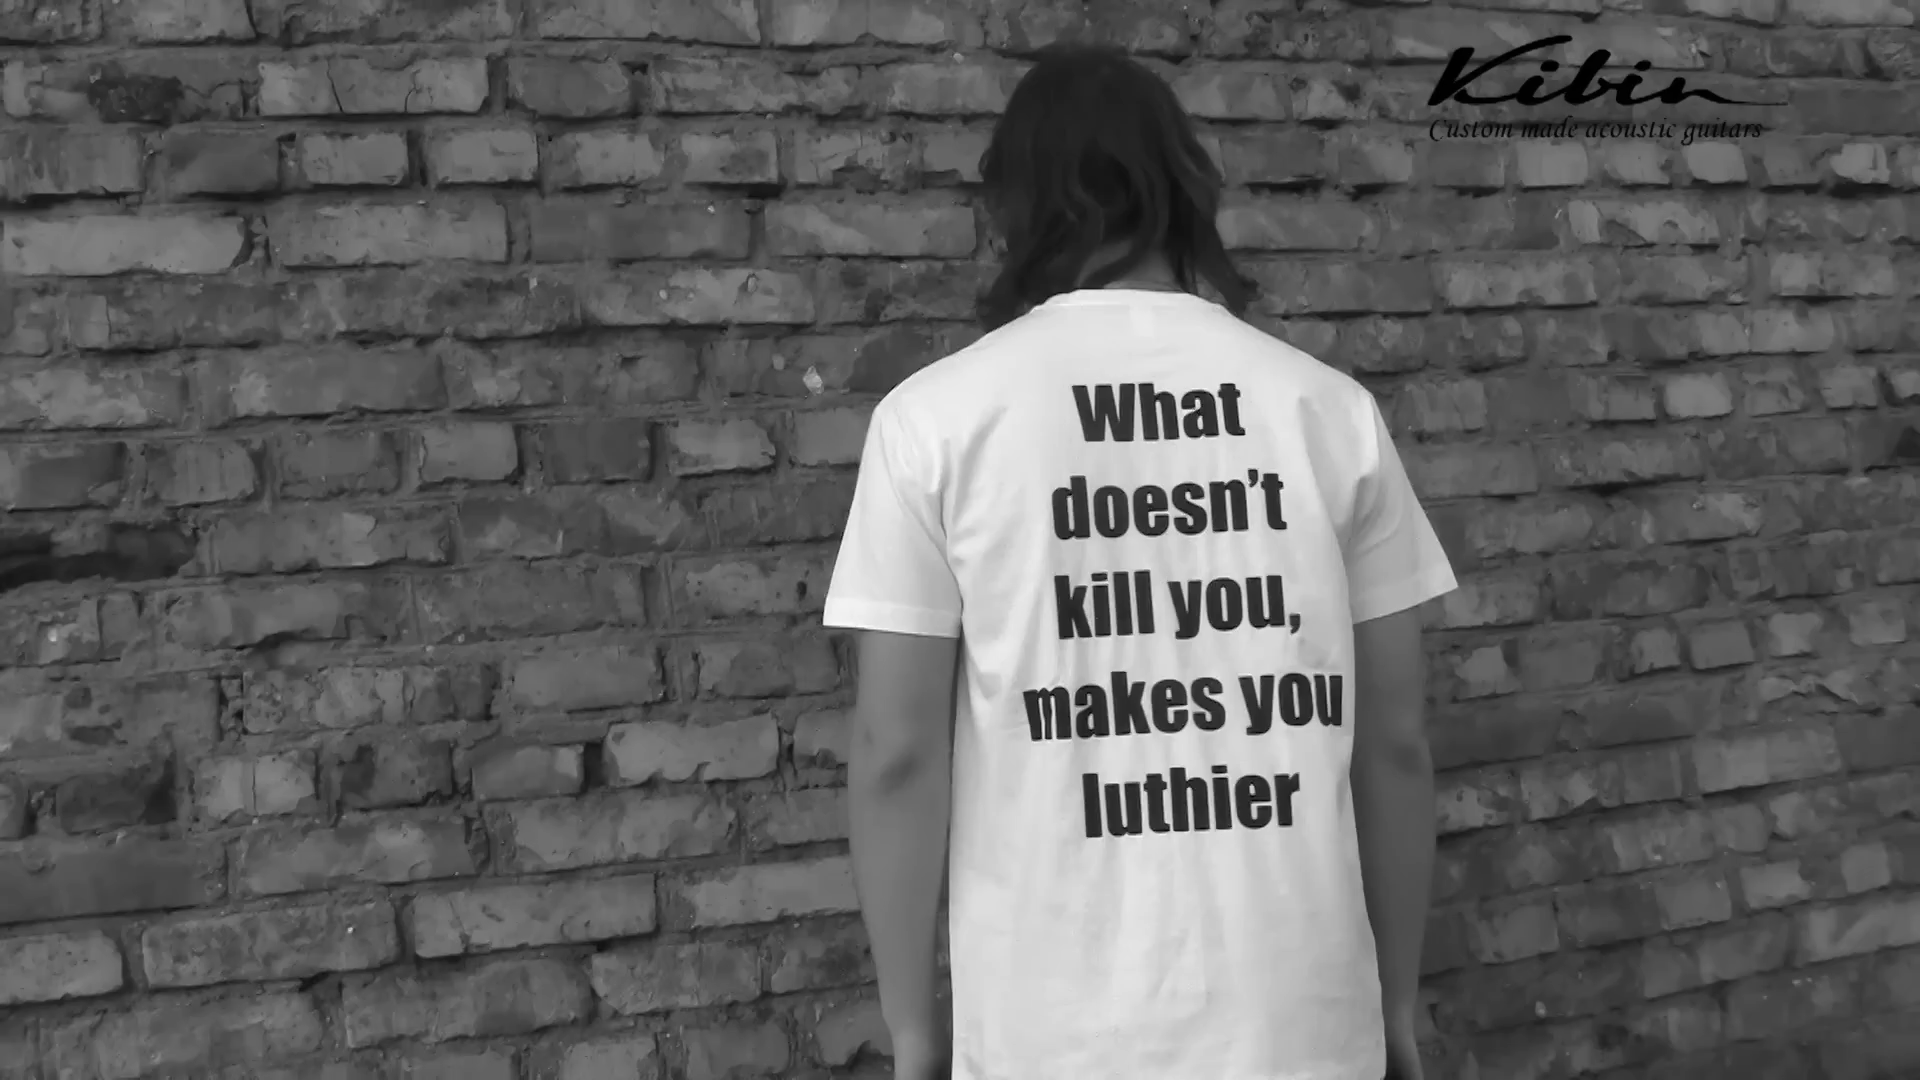 Kibin
Custom made acoustic guitars
What
doesn't
kill you,
makes you
luthier